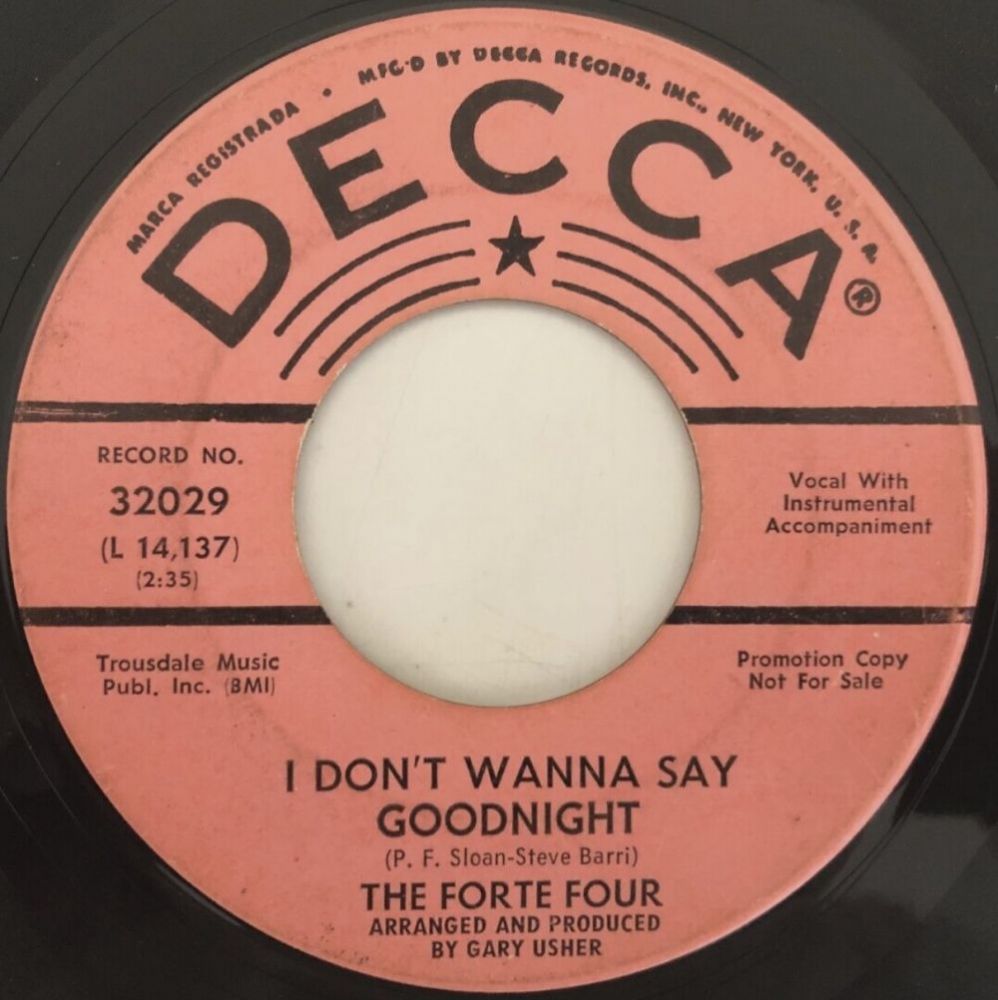 MARCA REGISTRADA • MFG'D BY DECCA RECORDS, INC., NEW YORK, U. S. A.
DECCA®
RECORD NO.
32029
(L 14,137)
(2:35)
Vocal With
Instrumental
Accompaniment
Trousdale Music
Publ. Inc. (BMI)
Promotion Copy
Not For Sale
I DON'T WANNA SAY
GOODNIGHT
(P. F. Sloan-Steve Barri)
THE FORTE FOUR
ARRANGED AND PRODUCED
BY GARY USHER